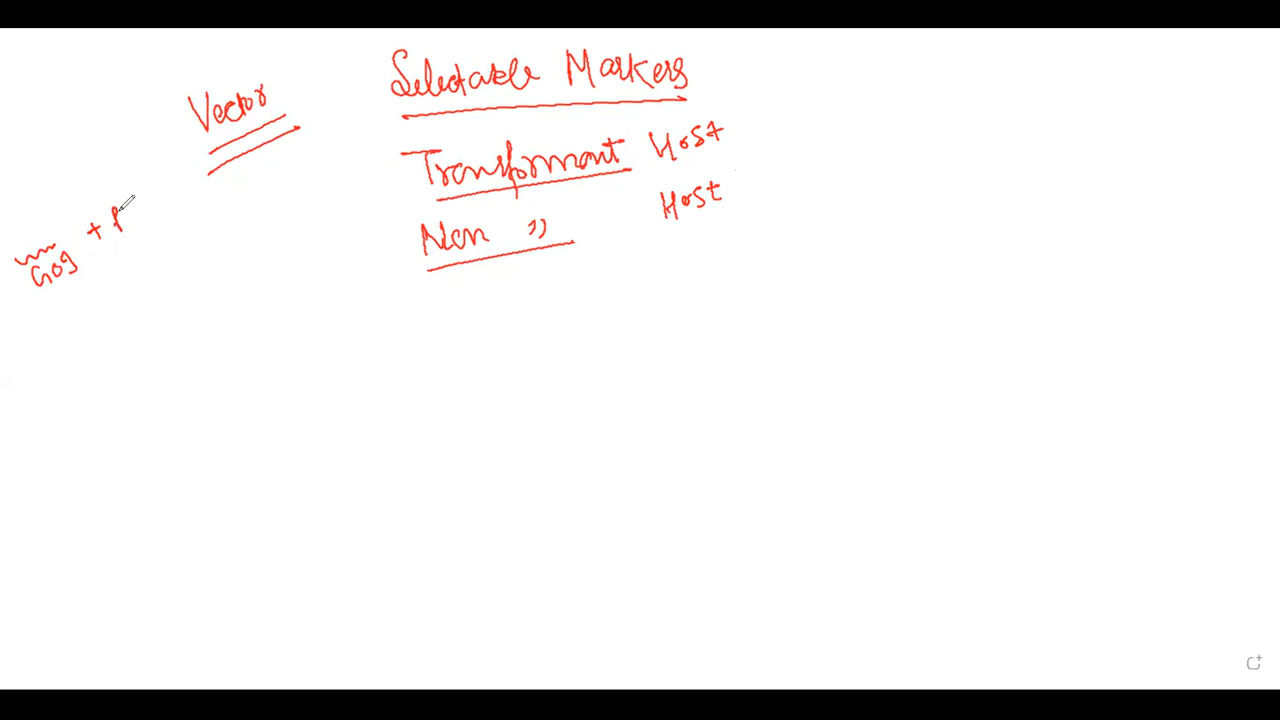 Selectable Markers
Vector
Transformant Host
Non " Host
GOg + P